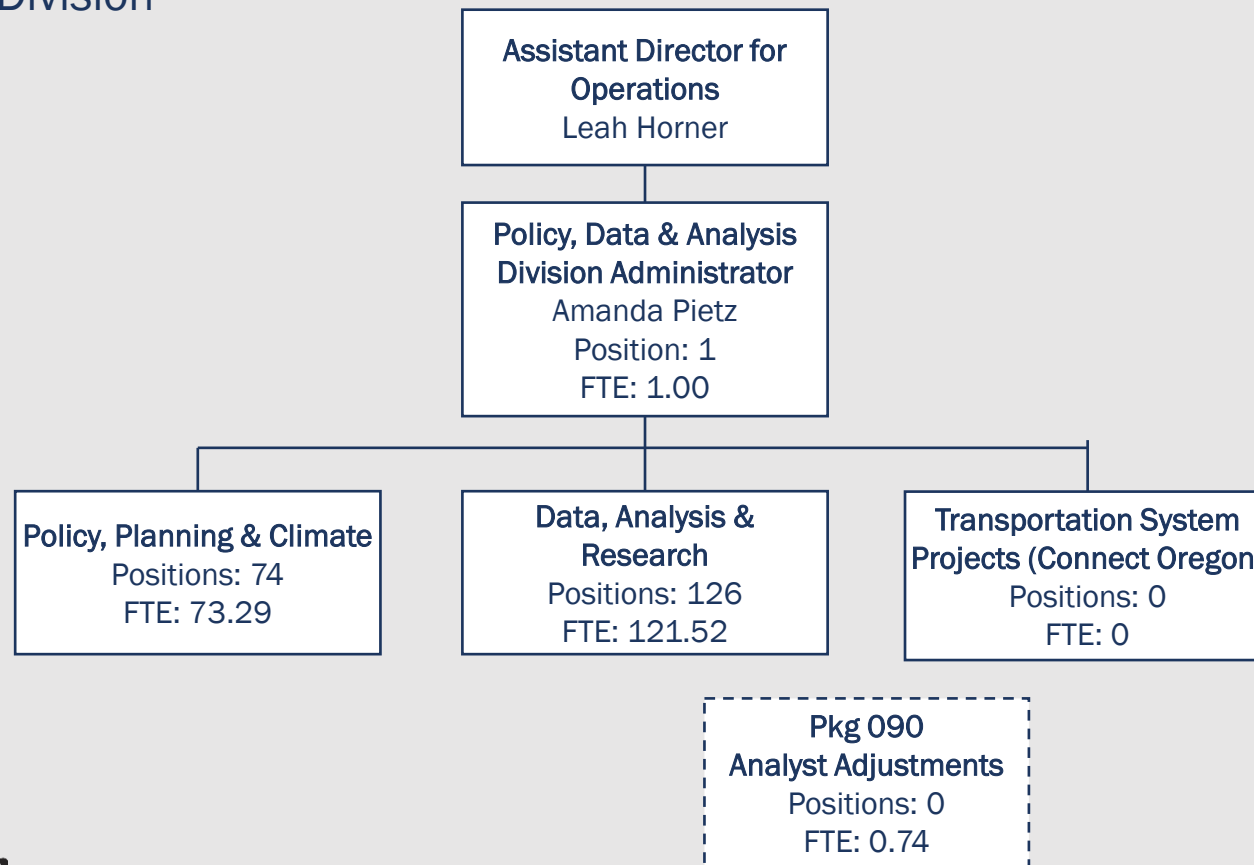 Division
Assistant Director for
Operations
Leah Horner
Policy, Data & Analysis
Division Administrator
Amanda Pietz
Position: 1
FTE: 1.00
Policy, Planning & Climate
Positions: 74
FTE: 73.29
Data, Analysis &
Research
Positions: 126
FTE: 121.52
Transportation System
Projects (Connect Oregon
Positions: 0
FTE: 0
Pkg 090
Analyst Adjustments
Positions: 0
FTE: 0.74